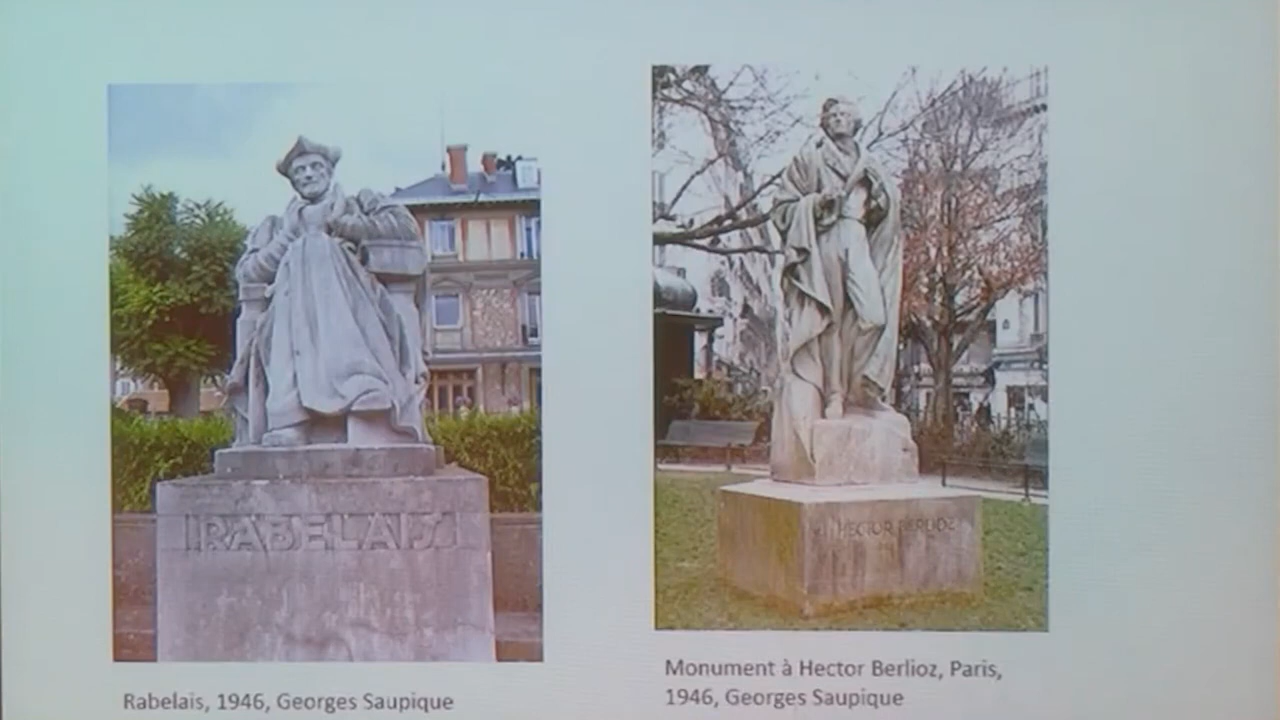 RABELAIS
HECTOR BERLIOZ
Rabelais, 1946, Georges Saupique
Monument à Hector Berlioz, Paris,
1946, Georges Saupique